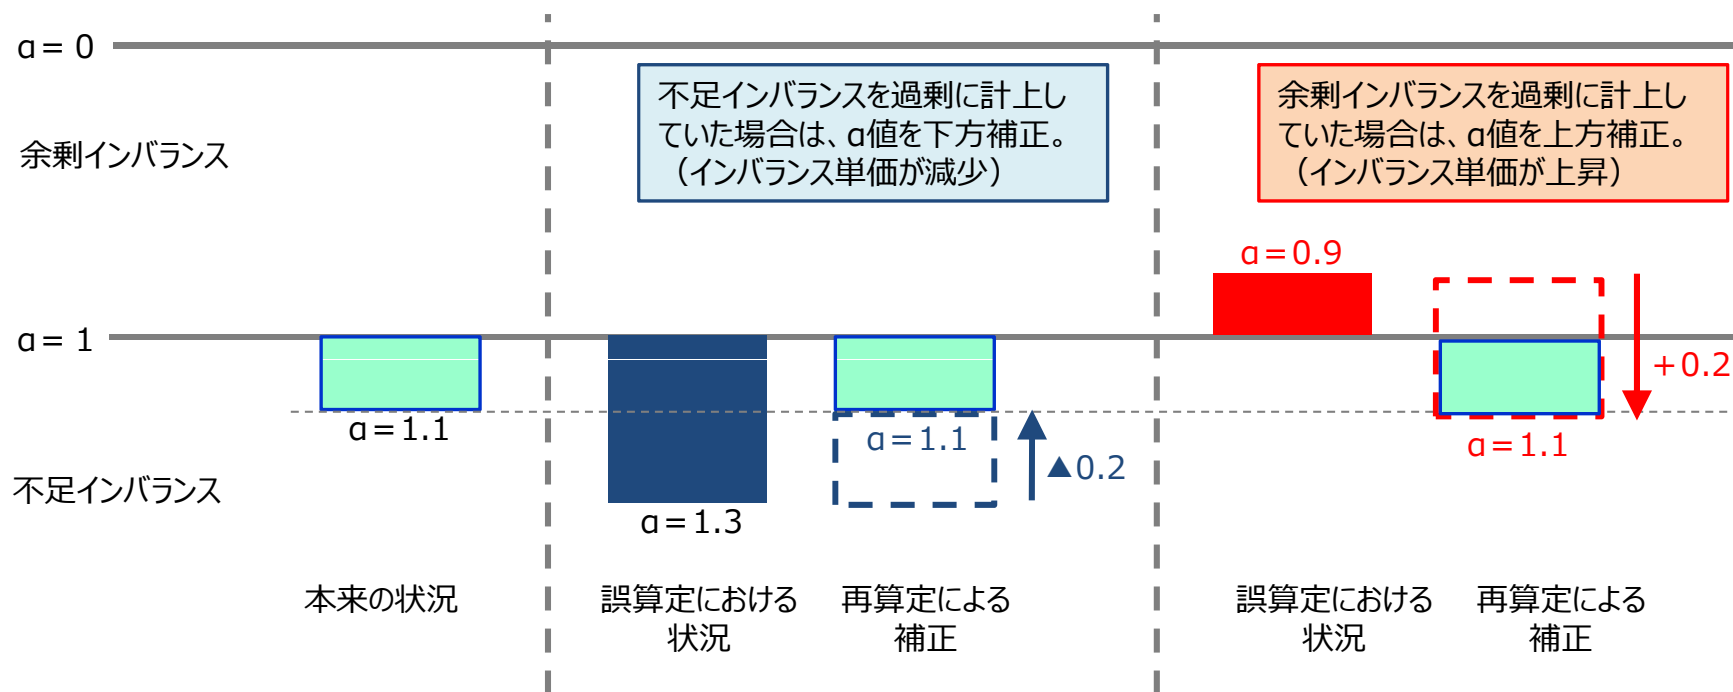 α＝0
余剰インバランス
α＝1
不足インバランス
α＝1.1
本来の状況
不足インバランスを過剰に計上し
ていた場合は、α値を下方補正。
（インバランス単価が減少）
α＝1.3
α＝1.1
▲0.2
誤算定における
状況
再算定による
補正
余剰インバランスを過剰に計上し
ていた場合は、α値を上方補正。
（インバランス単価が上昇）
α＝0.9
＋0.2
α＝1.1
誤算定における
状況
再算定による
補正